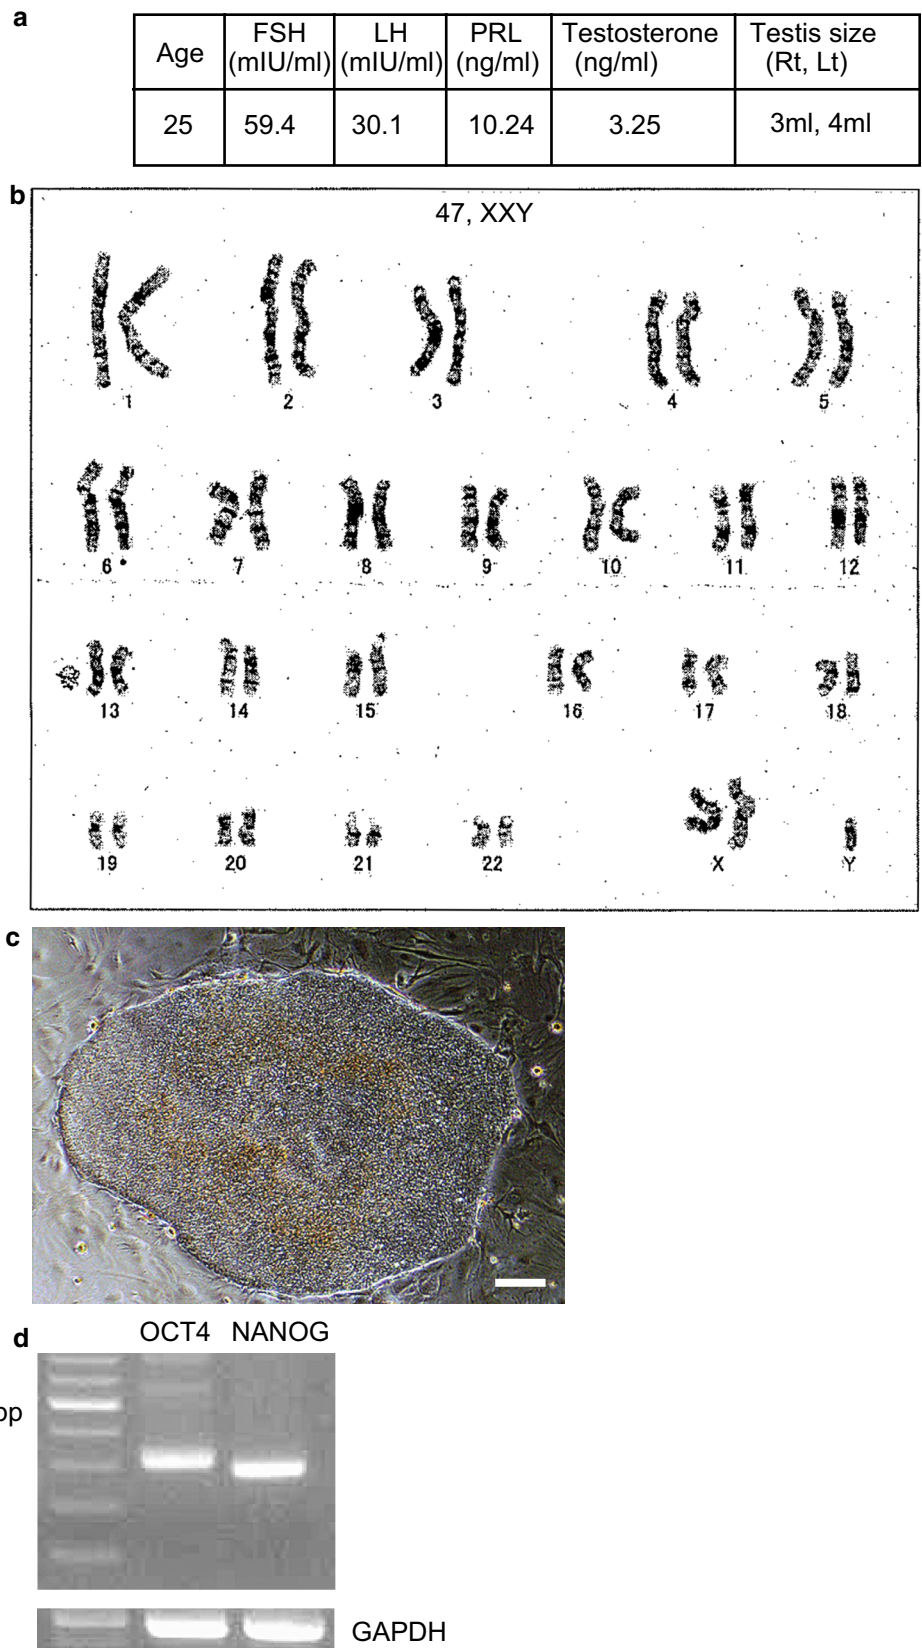 a
Age FSH (mIU/ml) LH (mIU/ml) PRL (ng/ml) Testosterone (ng/ml) Testis size (Rt, Lt)
25 59.4 30.1 10.24 3.25 3ml, 4ml
b
47, XXY
1 2 3 4 5
6 7 8 9 10 11 12
13 14 15 16 17 18
19 20 21 22 X Y
c
d
OCT4 NANOG
GAPDH